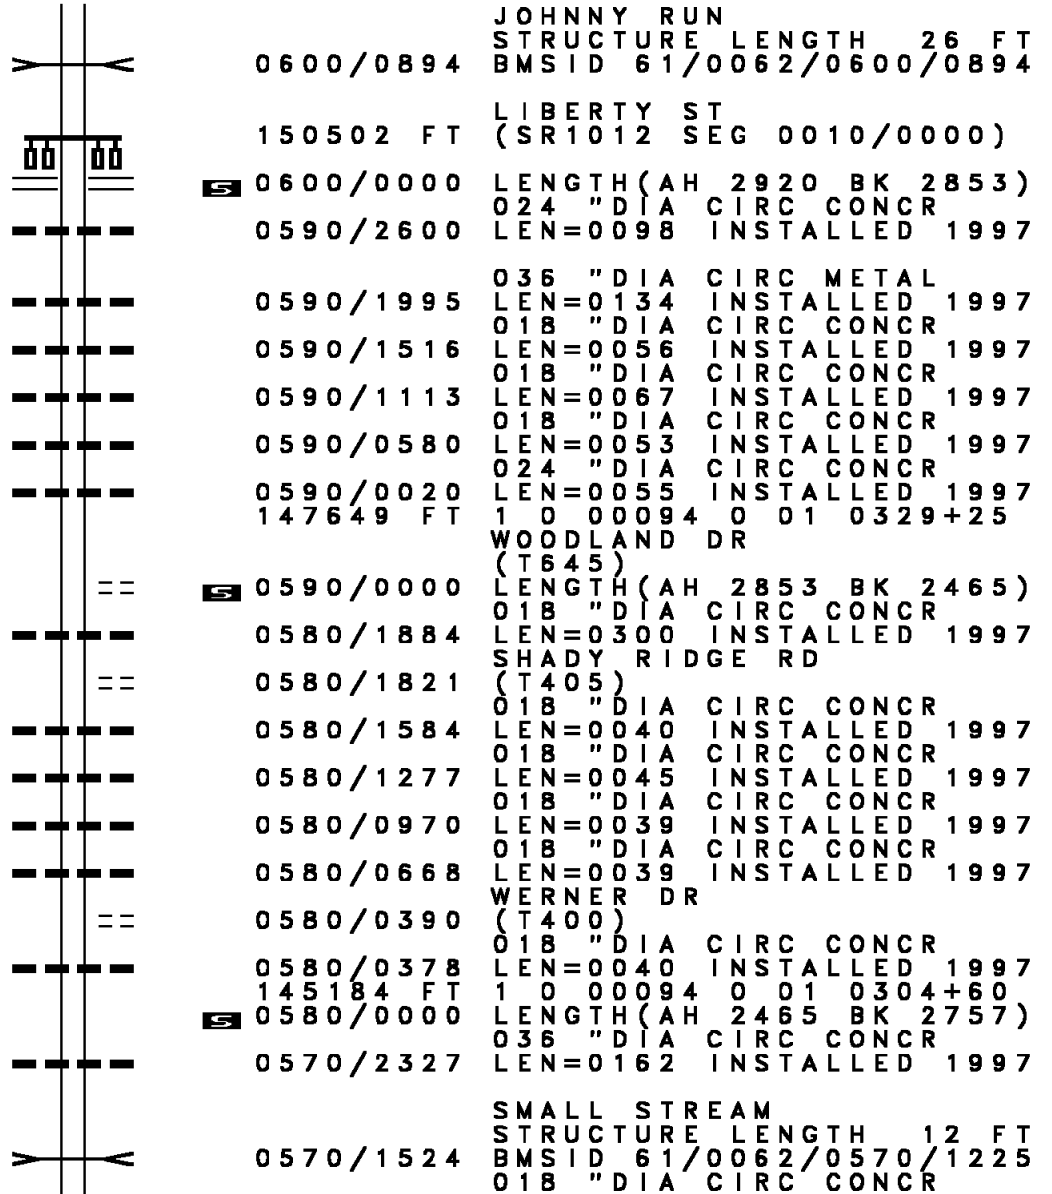 JOHNNY RUN
STRUCTURE LENGTH 26 FT
0600/0894 BMSID 61/0062/0600/0894
LIBERTY ST
150502 FT (SR1012 SEG 0010/0000)
S 0600/0000 LENGTH(AH 2920 BK 2853)
024 "DIA CIRC CONCR
0590/2600 LEN=0098 INSTALLED 1997
036 "DIA CIRC METAL
0590/1995 LEN=0134 INSTALLED 1997
018 "DIA CIRC CONCR
0590/1516 LEN=0056 INSTALLED 1997
018 "DIA CIRC CONCR
0590/1113 LEN=0067 INSTALLED 1997
018 "DIA CIRC CONCR
0590/0580 LEN=0053 INSTALLED 1997
024 "DIA CIRC CONCR
0590/0020 LEN=0055 INSTALLED 1997
147649 FT 1 0 00094 0 01 0329+25
WOODLAND DR
(T645)
S 0590/0000 LENGTH(AH 2853 BK 2465)
018 "DIA CIRC CONCR
0580/1884 LEN=0300 INSTALLED 1997
SHADY RIDGE RD
0580/1821 (T405)
018 "DIA CIRC CONCR
0580/1584 LEN=0040 INSTALLED 1997
018 "DIA CIRC CONCR
0580/1277 LEN=0045 INSTALLED 1997
018 "DIA CIRC CONCR
0580/0970 LEN=0039 INSTALLED 1997
018 "DIA CIRC CONCR
0580/0668 LEN=0039 INSTALLED 1997
WERNER DR
0580/0390 (T400)
018 "DIA CIRC CONCR
0580/0378 LEN=0040 INSTALLED 1997
145184 FT 1 0 00094 0 01 0304+60
S 0580/0000 LENGTH(AH 2465 BK 2757)
036 "DIA CIRC CONCR
0570/2327 LEN=0162 INSTALLED 1997
SMALL STREAM
STRUCTURE LENGTH 12 FT
0570/1524 BMSID 61/0062/0570/1225
018 "DIA CIRC CONCR